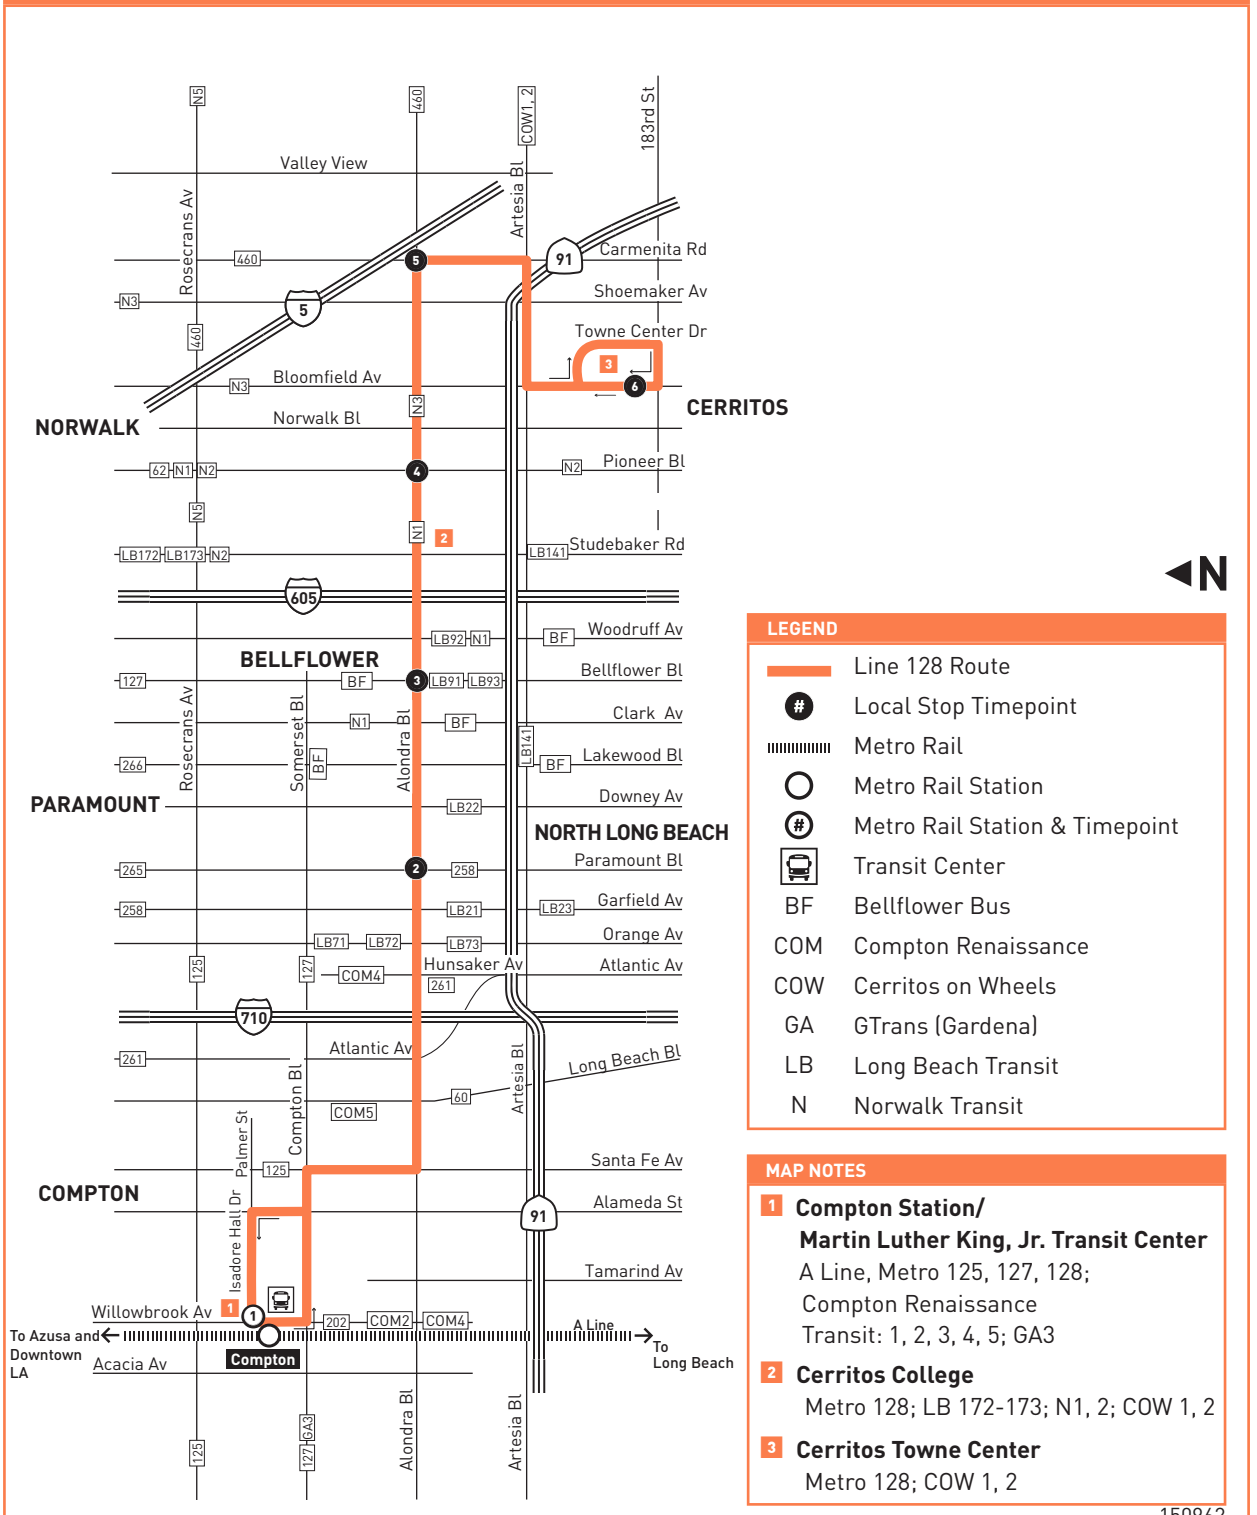 N5
460
COW1, 2
183rd St
Valley View
Artesia Bl
Rosecrans Av
460
5
91
Carmenita Rd
N3
5
Shoemaker Av
460
Towne Center Dr
3
N3
Bloomfield Av
6
N3
CERRITOS
NORWALK
Norwalk Bl
62
N1
N2
4
N2
Pioneer Bl
N5
N1
2
LB172
LB173
N2
LB141
Studebaker Rd
N
605
LB92
N1
BF
Woodruff Av
BELLFLOWER
127
BF
3
LB91
LB93
Bellflower Bl
Rosecrans Av
Somerset Bl
Alondra Bl
N1
BF
Clark Av
266
BF
LB141
BF
Lakewood Bl
PARAMOUNT
LB22
Downey Av
NORTH LONG BEACH
265
2
258
Paramount Bl
258
LB21
LB23
Garfield Av
LB71
LB72
LB73
Orange Av
125
127
COM4
Hunsaker Av
261
Atlantic Av
710
261
Atlantic Av
Artesia Bl
Long Beach Bl
Compton Bl
60
COM5
Palmer St
125
Santa Fe Av
COMPTON
Isadore Hall Dr
91
Alameda St
Tamarind Av
Willowbrook Av
1
1
202
COM2
COM4
To Azusa and
Downtown
LA
A Line
To
Long Beach
Compton
Acacia Av
125
127
GA3
Alondra Bl
Artesia Bl
LEGEND
Line 128 Route
# Local Stop Timepoint
Metro Rail
Metro Rail Station
# Metro Rail Station & Timepoint
Transit Center
BF Bellflower Bus
COM Compton Renaissance
COW Cerritos on Wheels
GA GTrans (Gardena)
LB Long Beach Transit
N Norwalk Transit
MAP NOTES
1 Compton Station/
Martin Luther King, Jr. Transit Center
A Line, Metro 125, 127, 128;
Compton Renaissance
Transit: 1, 2, 3, 4, 5; GA3
2 Cerritos College
Metro 128; LB 172-173; N1, 2; COW 1, 2
3 Cerritos Towne Center
Metro 128; COW 1, 2